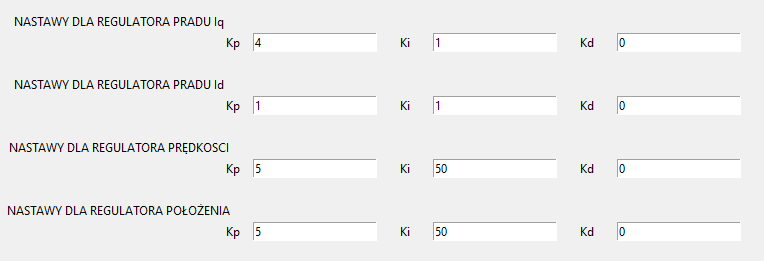 NASTAWY DLA REGULATORA PRADU Iq
Kp 4 Ki 1 Kd 0
NASTAWY DLA REGULATORA PRADU Id
Kp 1 Ki 1 Kd 0
NASTAWY DLA REGULATORA PRĘDKOSCI
Kp 5 Ki 50 Kd 0
NASTAWY DLA REGULATORA POŁOŻENIA
Kp 5 Ki 50 Kd 0